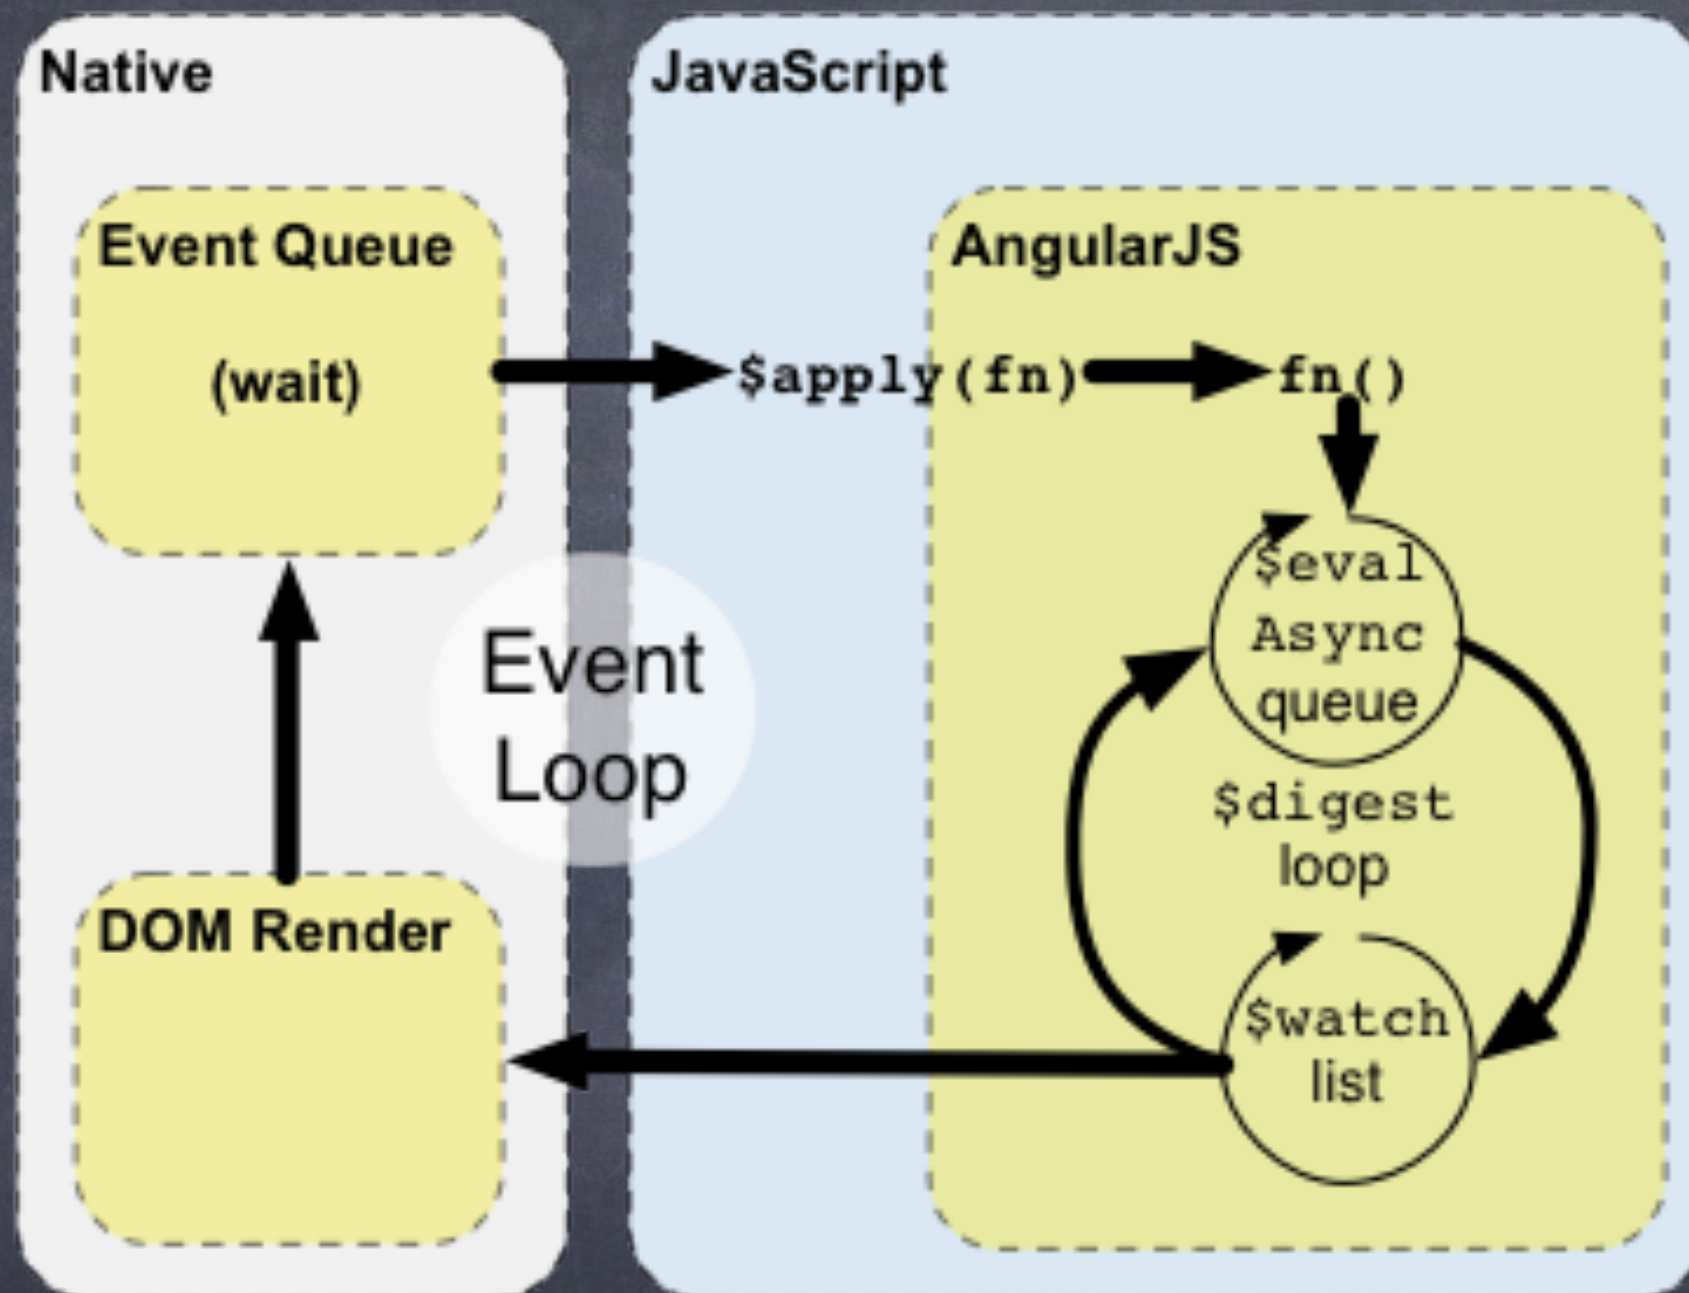 Native
JavaScript
Event Queue
AngularJS
(wait)
$apply(fn)
fn()
$eval
Async
queue
Event
Loop
$digest
loop
DOM Render
$watch
list